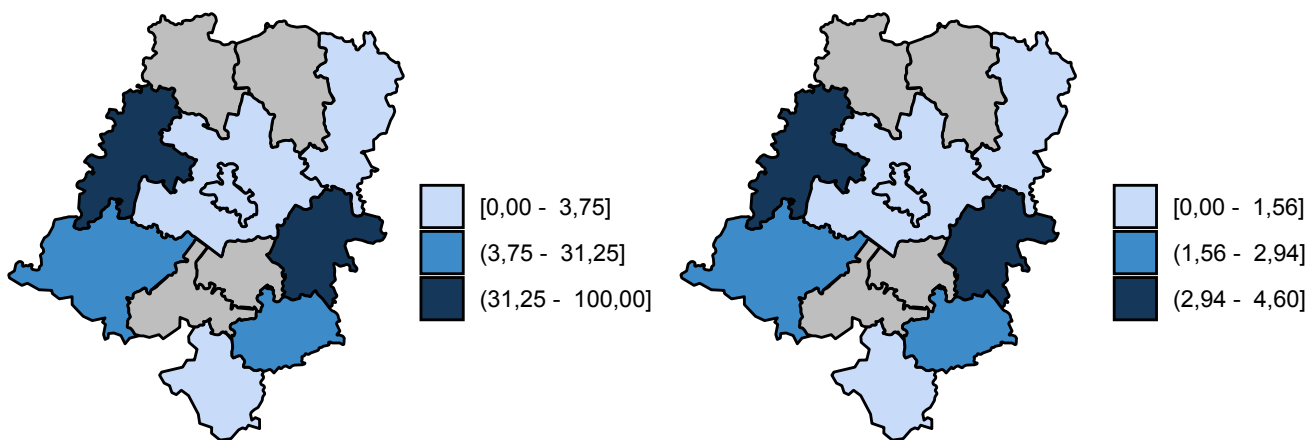 [0,00 - 3,75]
(3,75 - 31,25]
(31,25 - 100,00]
[0,00 - 1,56]
(1,56 - 2,94]
(2,94 - 4,60]